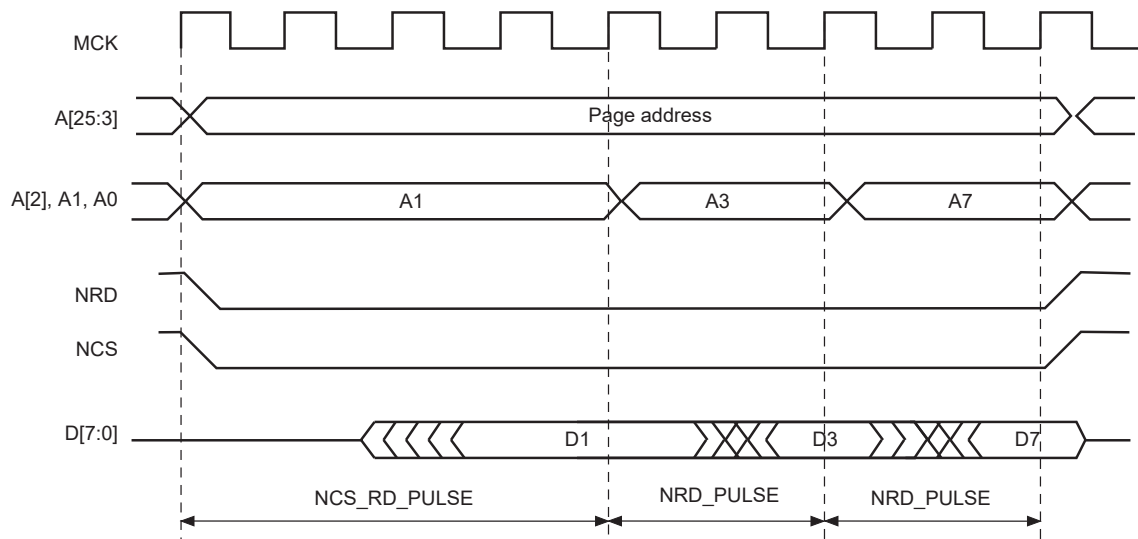 MCK
A[25:3]
Page address
A[2], A1, A0
A1
A3
A7
NRD
NCS
D[7:0]
D1
D3
D7
NCS_RD_PULSE
NRD_PULSE
NRD_PULSE